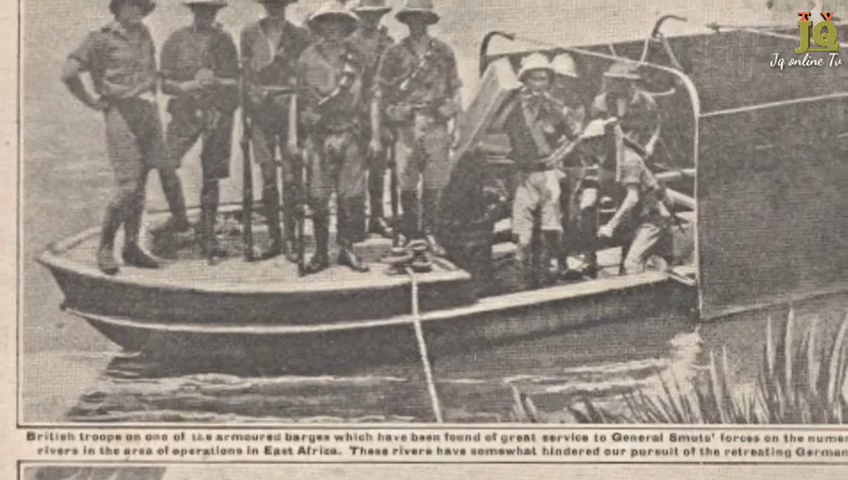 JQ
Jq online Tv
British troops on one of the armoured barges which have been found of great service to General Smuts' forces on the numer
rivers in the area of operations in East Africa. These rivers have somewhat hindered our pursuit of the retreating German